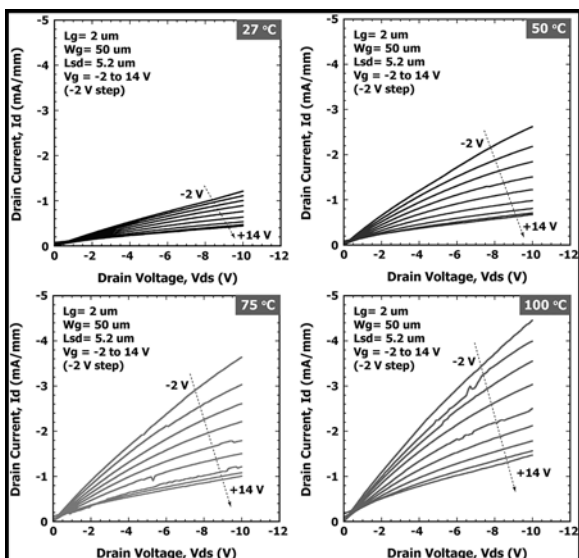 27 °C
Lg= 2 um
Wg= 50 um
Lsd= 5.2 um
Vg = -2 to 14 V
(-2 V step)
-2 V
+14 V
-5
-4
-3
-2
-1
0
0 -2 -4 -6 -8 -10 -12
Drain Current, Id (mA/mm)
Drain Voltage, Vds (V)
50 °C
Lg= 2 um
Wg= 50 um
Lsd= 5.2 um
Vg = -2 to 14 V
(-2 V step)
-2 V
+14 V
-5
-4
-3
-2
-1
0
0 -2 -4 -6 -8 -10 -12
Drain Current, Id (mA/mm)
Drain Voltage, Vds (V)
75 °C
Lg= 2 um
Wg= 50 um
Lsd= 5.2 um
Vg = -2 to 14 V
(-2 V step)
-2 V
+14 V
-5
-4
-3
-2
-1
0
0 -2 -4 -6 -8 -10 -12
Drain Current, Id (mA/mm)
Drain Voltage, Vds (V)
100 °C
Lg= 2 um
Wg= 50 um
Lsd= 5.2 um
Vg = -2 to 14 V
(-2 V step)
-2 V
+14 V
-5
-4
-3
-2
-1
0
0 -2 -4 -6 -8 -10 -12
Drain Current, Id (mA/mm)
Drain Voltage, Vds (V)